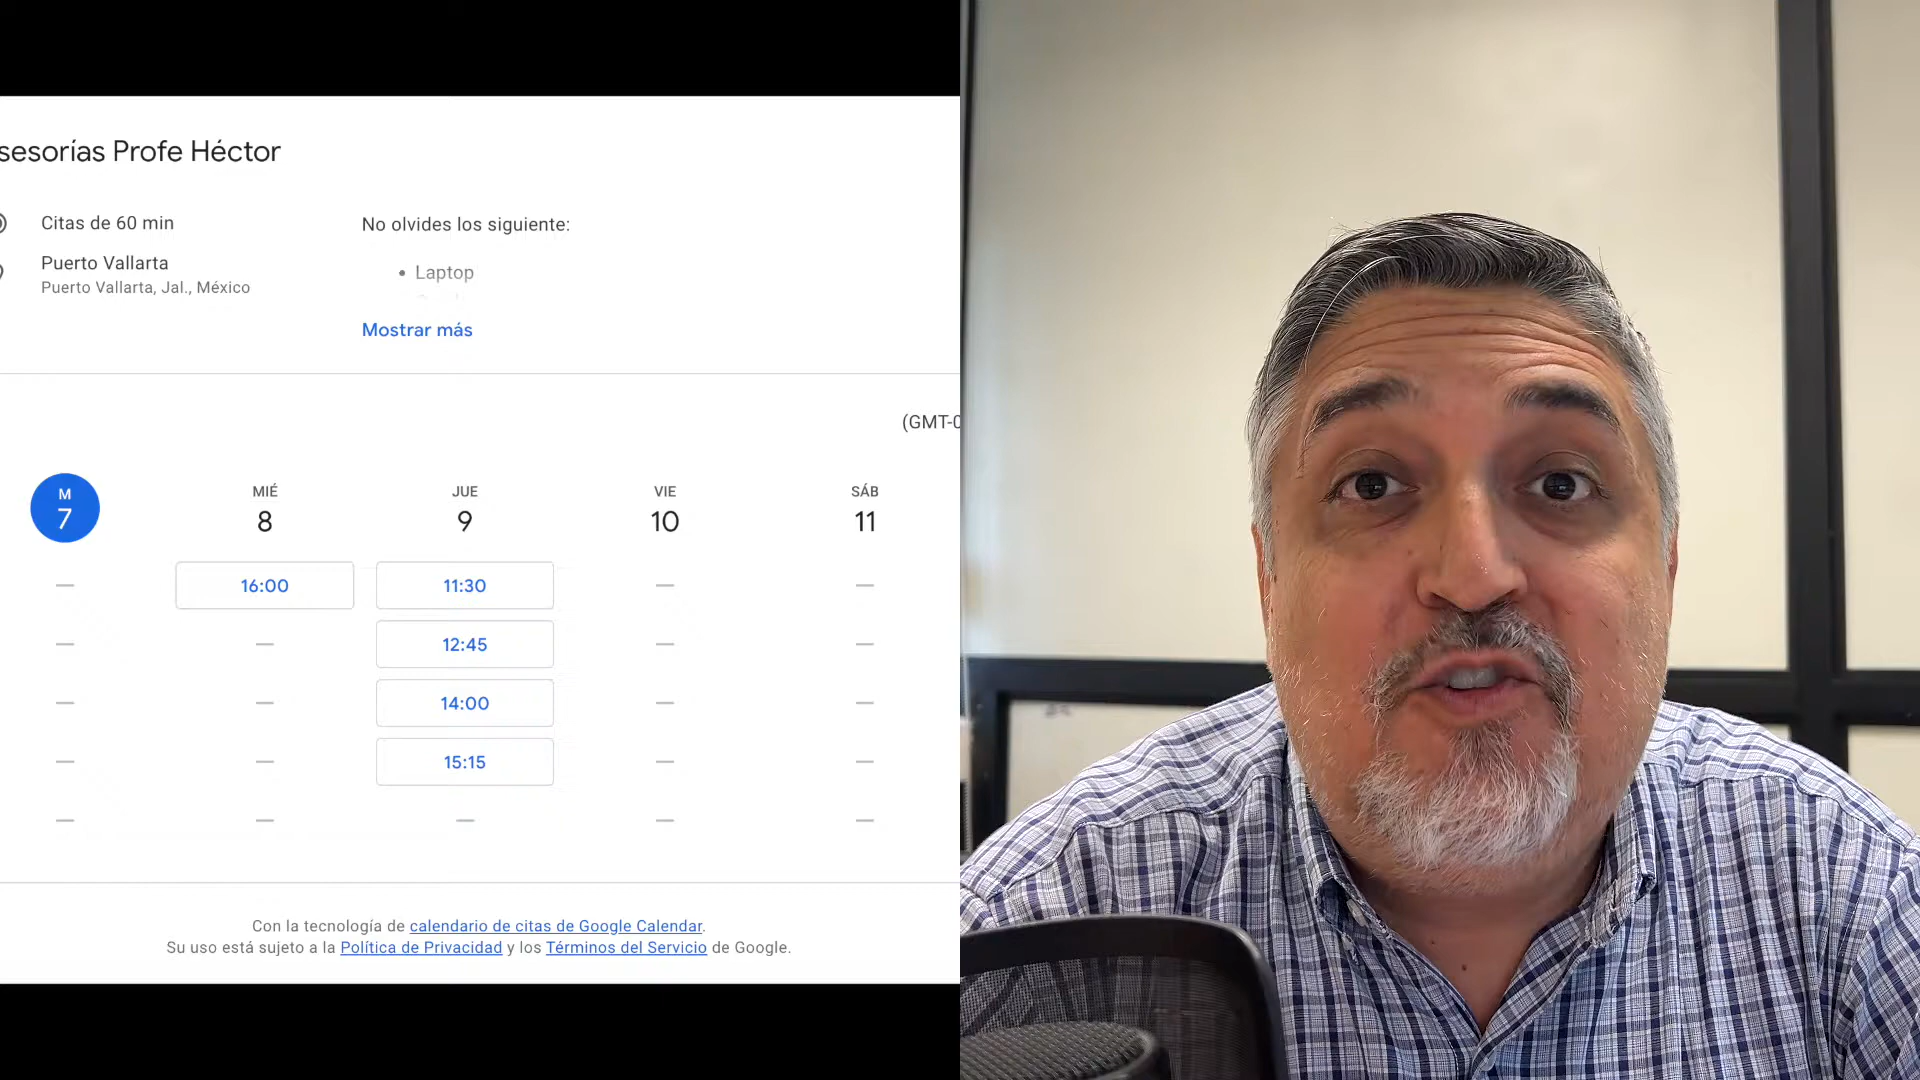 sesorías Profe Héctor
Citas de 60 min
Puerto Vallarta
Puerto Vallarta, Jal., México
No olvides los siguiente:
• Laptop
Mostrar más
(GMT-0
M
7
MIÉ
8
JUE
9
VIE
10
SÁB
11
16:00
11:30
12:45
14:00
15:15
Con la tecnología de calendario de citas de Google Calendar.
Su uso está sujeto a la Política de Privacidad y los Términos del Servicio de Google.